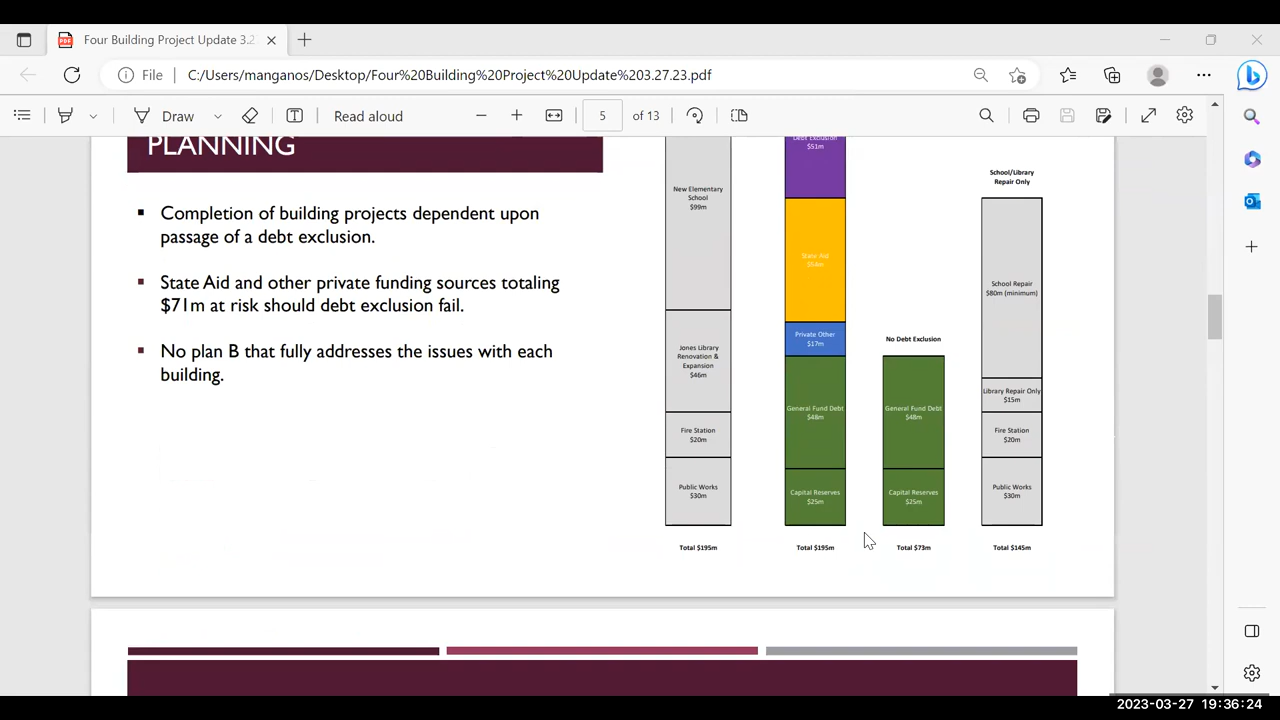 Four Building Project Update 3.2
File
C:/Users/manganos/Desktop/Four%20Building%20Project%20Update%203.27.23.pdf
Draw
Read aloud
5
of 13
PLANNING
Completion of building projects dependent upon
passage of a debt exclusion.
State Aid and other private funding sources totaling
$71m at risk should debt exclusion fail.
No plan B that fully addresses the issues with each
building.
New Elementary
School
$99m
Jones Library
Renovation &
Expansion
$46m
Fire Station
$20m
Public Works
$30m
Total $195m
Debt Exclusion
$51m
State Aid
$54m
Private Other
$17m
General Fund Debt
$48m
Capital Reserves
$25m
Total $195m
No Debt Exclusion
General Fund Debt
$48m
Capital Reserves
$25m
Total $73m
School/Library
Repair Only
School Repair
$80m (minimum)
Library Repair Only
$15m
Fire Station
$20m
Public Works
$30m
Total $145m
2023-03-27 19:36:24